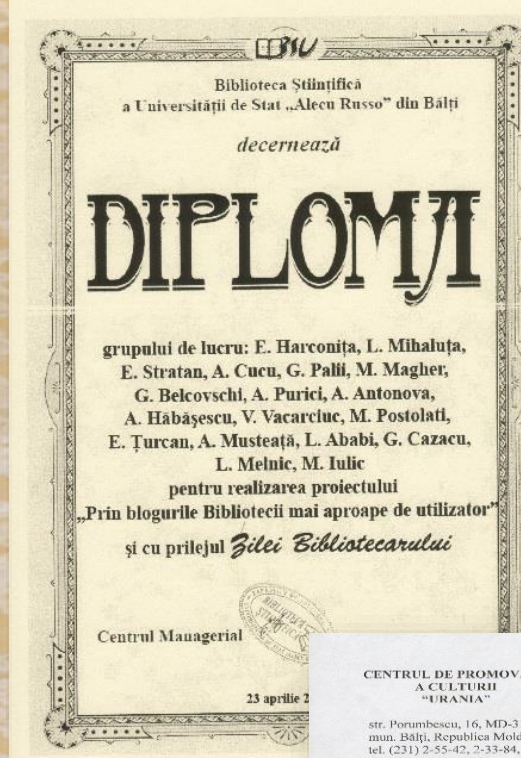 BȘU
Biblioteca Ştiinţifică
a Universităţii de Stat „Alecu Russo” din Bălţi
decernează
DIPLOMA
grupului de lucru: E. Harconiţa, L. Mihaluţa,
E. Stratan, A. Cucu, G. Palii, M. Magher,
G. Belcovschi, A. Purici, A. Antonova,
A. Hăbăşescu, V. Vacarciuc, M. Postolati,
E. Ţurcan, A. Musteaţă, L. Ababi, G. Cazacu,
L. Melnic, M. Iulic
pentru realizarea proiectului
„Prin blogurile Bibliotecii mai aproape de utilizator”
şi cu prilejul Zilei Bibliotecarului
Centrul Managerial
23 aprilie 2
CENTRUL DE PROMOVA
A CULTURII
“URANIA”
str. Porumbescu, 16, MD-3
mun. Bălţi, Republica Mold
tel. (231) 2-55-42, 2-33-84,